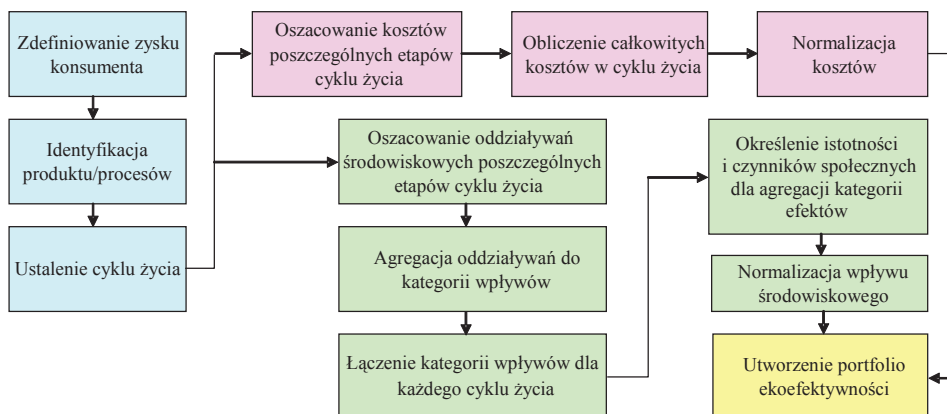 Zdefiniowanie zysku
konsumenta
Identyfikacja
produktu/procesów
Ustalenie cyklu życia
Oszacowanie kosztów
poszczególnych etapów
cyklu życia
Obliczenie całkowitych
kosztów w cyklu życia
Normalizacja
kosztów
Oszacowanie oddziaływań
środowiskowych poszczególnych
etapów cyklu życia
Agregacja oddziaływań do
kategorii wpływów
Łączenie kategorii wpływów dla
każdego cyklu życia
Określenie istotności
i czynników społecznych
dla agregacji kategorii
efektów
Normalizacja wpływu
środowiskowego
Utworzenie portfolio
ekoefektywności